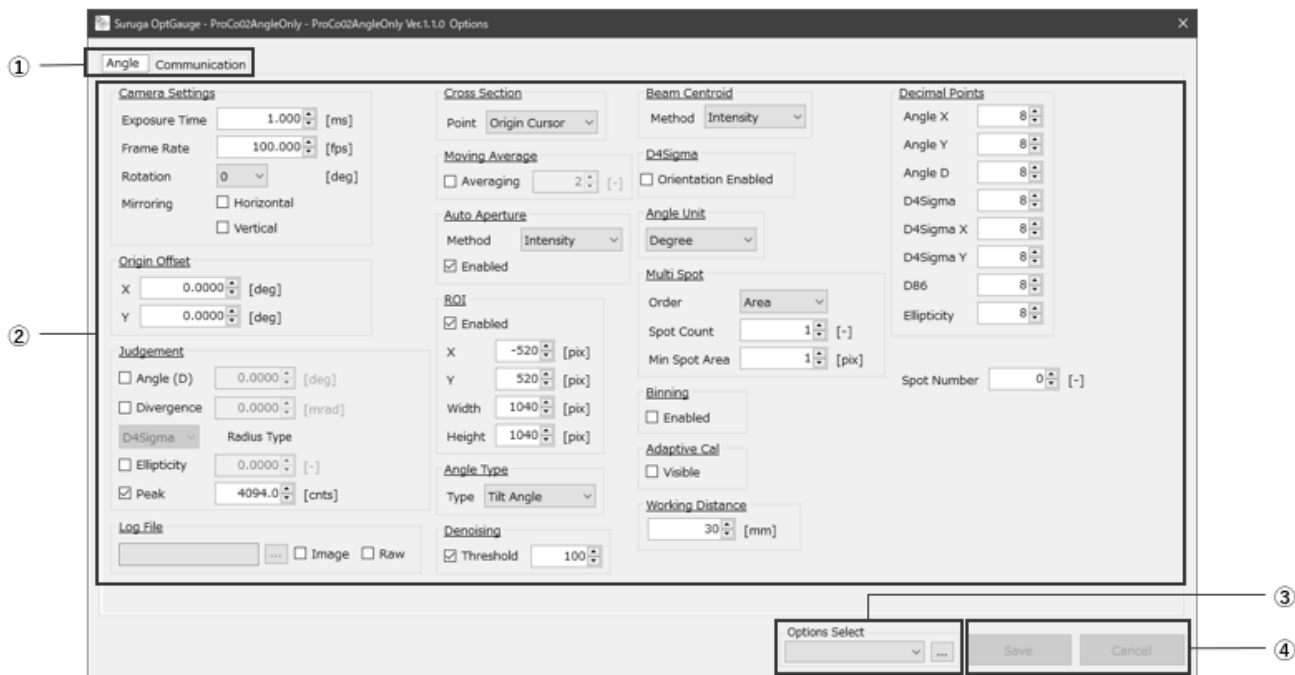 Suruga OptGauge - ProCo02AngleOnly - ProCo02AngleOnly Ver.1.1.0 Options
①
Angle Communication
②
Camera Settings
Exposure Time 1.000 [ms]
Frame Rate 100.000 [fps]
Rotation 0 [deg]
Mirroring Horizontal
Vertical
Origin Offset
X 0.0000 [deg]
Y 0.0000 [deg]
Judgement
Angle (D) 0.0000 [deg]
Divergence 0.0000 [mrad]
D4Sigma Radius Type
Ellipticity 0.0000 [-]
Peak 4094.0 [cnts]
Log File
... Image Raw
Cross Section
Point Origin Cursor
Moving Average
Averaging 2 [-]
Auto Aperture
Method Intensity
Enabled
ROI
Enabled
X -520 [pix]
Y 520 [pix]
Width 1040 [pix]
Height 1040 [pix]
Angle Type
Type Tilt Angle
Denoising
Threshold 100
Beam Centroid
Method Intensity
D4Sigma
Orientation Enabled
Angle Unit
Degree
Multi Spot
Order Area
Spot Count 1 [-]
Min Spot Area 1 [pix]
Binning
Enabled
Adaptive Cal
Visible
Working Distance
30 [mm]
Decimal Points
Angle X 8
Angle Y 8
Angle D 8
D4Sigma 8
D4Sigma X 8
D4Sigma Y 8
D86 8
Ellipticity 8
Spot Number 0 [-]
③
Options Select
...
Save Cancel
④